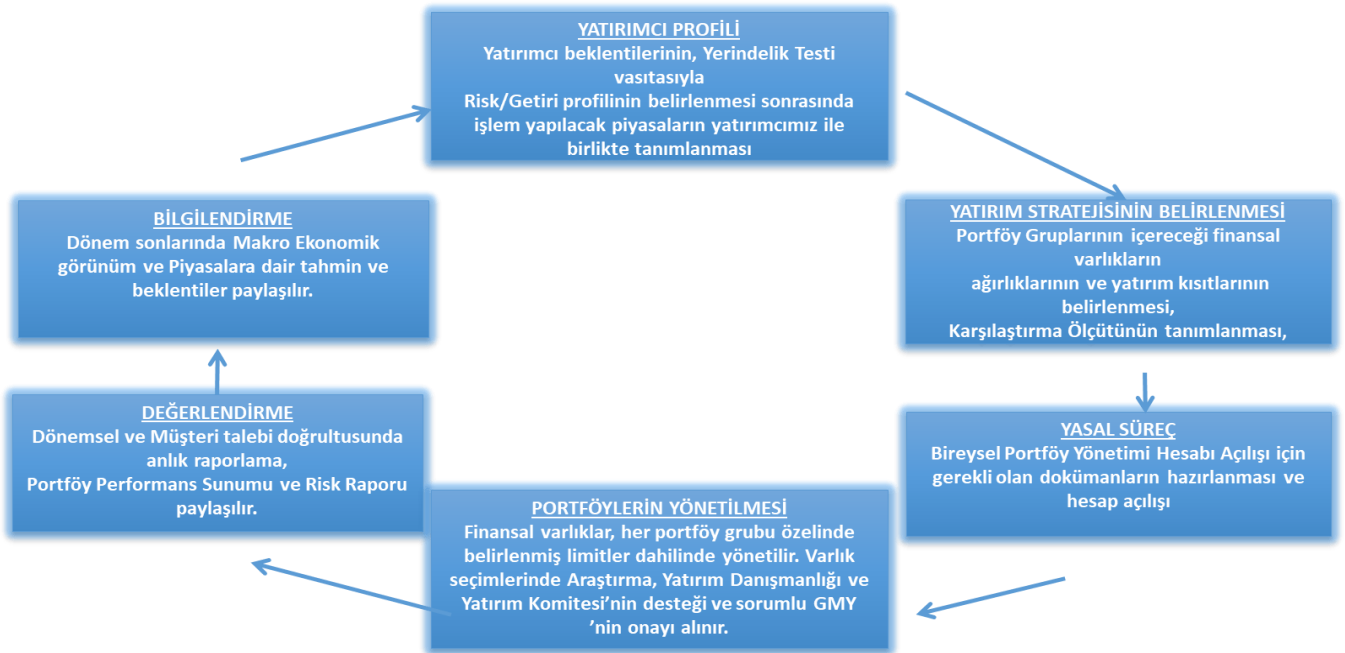 YATIRIMCI PROFİLİ
Yatırımcı beklentilerinin, Yerindelik Testi
vasıtasıyla
Risk/Getiri profilinin belirlenmesi sonrasında
işlem yapılacak piyasaların yatırımcımız ile
birlikte tanımlanması
YATIRIM STRATEJİSİNİN BELİRLENMESİ
Portföy Gruplarının içereceği finansal
varlıkların
ağırlıklarının ve yatırım kısıtlarının
belirlenmesi,
Karşılaştırma Ölçütünün tanımlanması,
YASAL SÜREÇ
Bireysel Portföy Yönetimi Hesabı Açılışı için
gerekli olan dokümanların hazırlanması ve
hesap açılışı
PORTFÖYLERİN YÖNETİLMESİ
Finansal varlıklar, her portföy grubu özelinde
belirlenmiş limitler dahilinde yönetilir. Varlık
seçimlerinde Araştırma, Yatırım Danışmanlığı ve
Yatırım Komitesi’nin desteği ve sorumlu GMY
’nin onayı alınır.
DEĞERLENDİRME
Dönemsel ve Müşteri talebi doğrultusunda
anlık raporlama,
Portföy Performans Sunumu ve Risk Raporu
paylaşılır.
BİLGİLENDİRME
Dönem sonlarında Makro Ekonomik
görünüm ve Piyasalara dair tahmin ve
beklentiler paylaşılır.